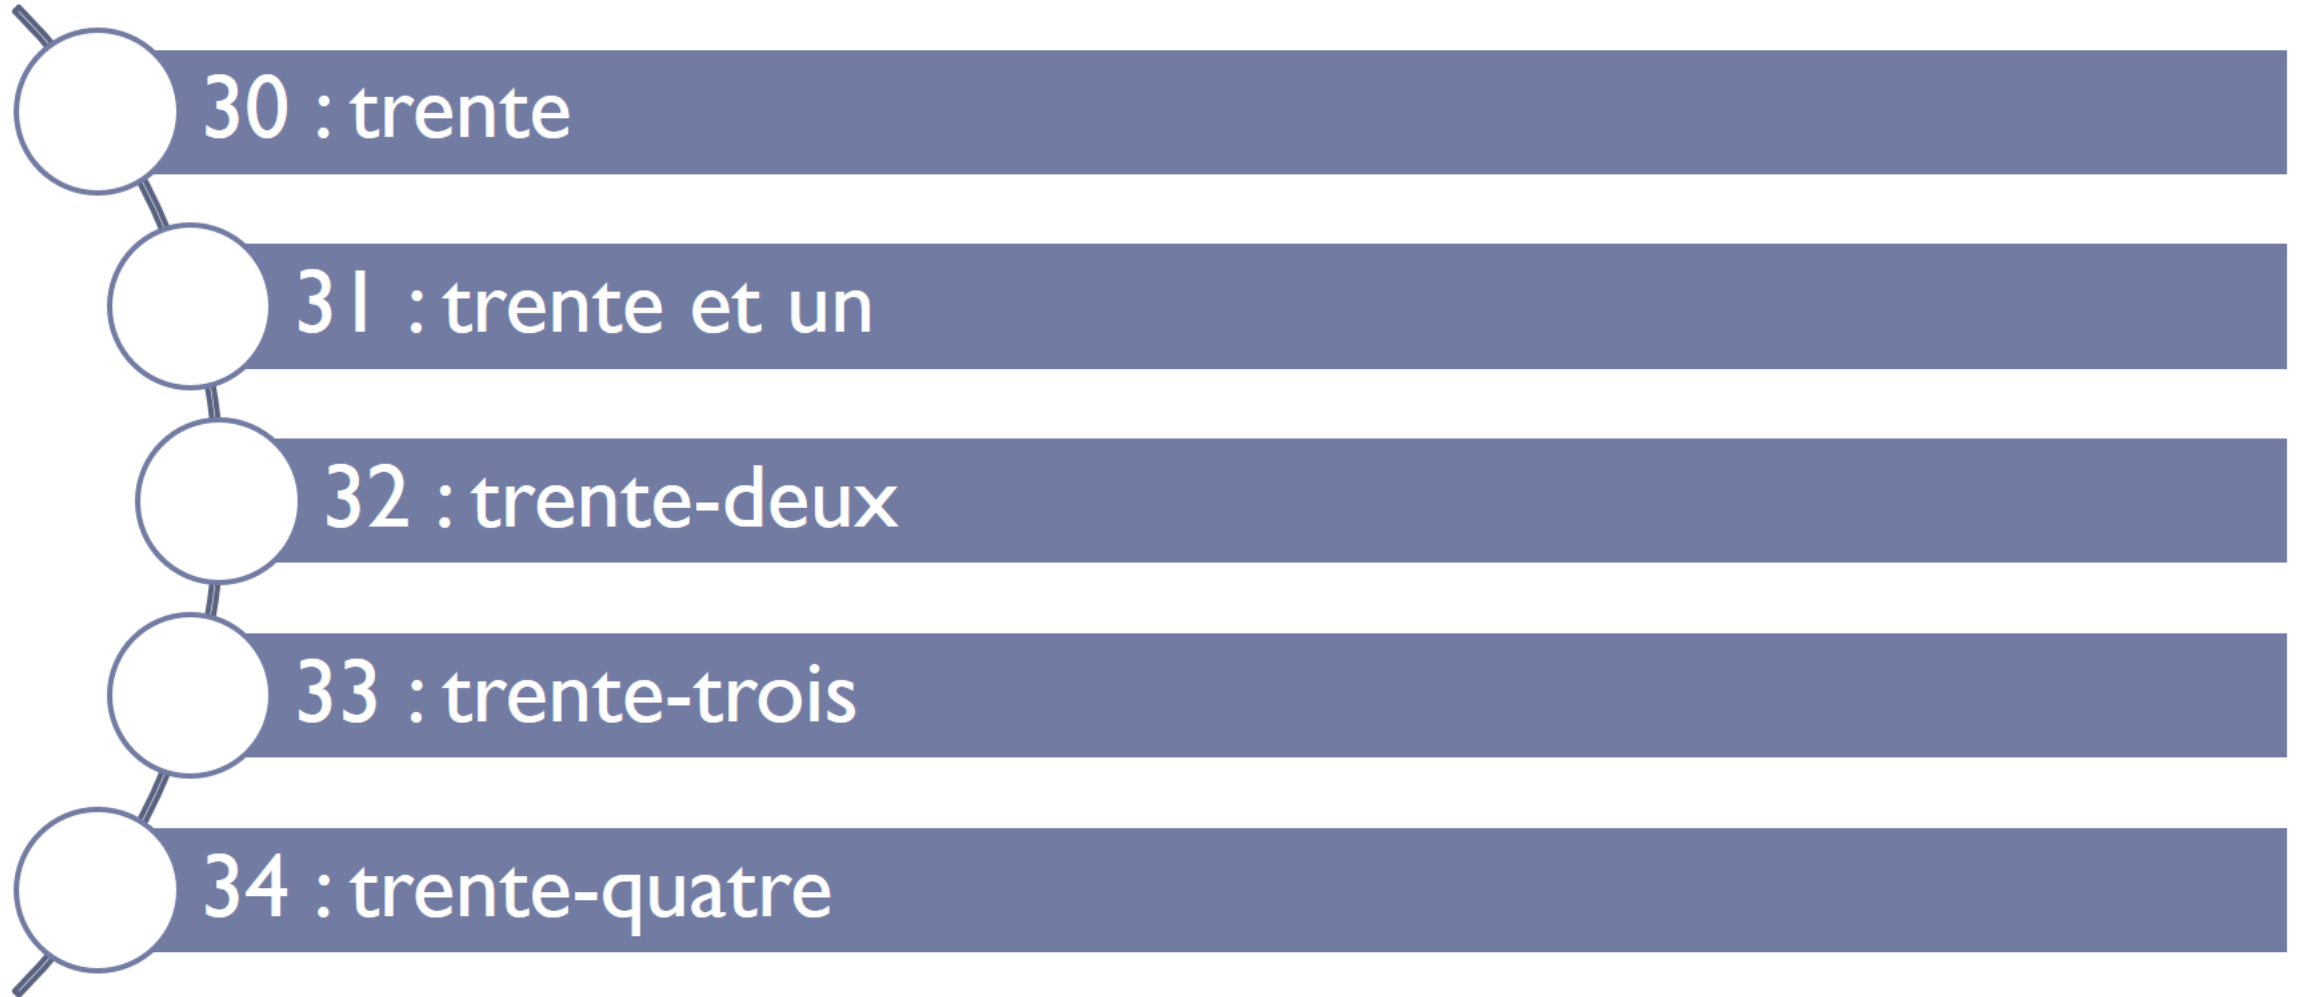 30 : trente
31 : trente et un
32 : trente-deux
33 : trente-trois
34 : trente-quatre